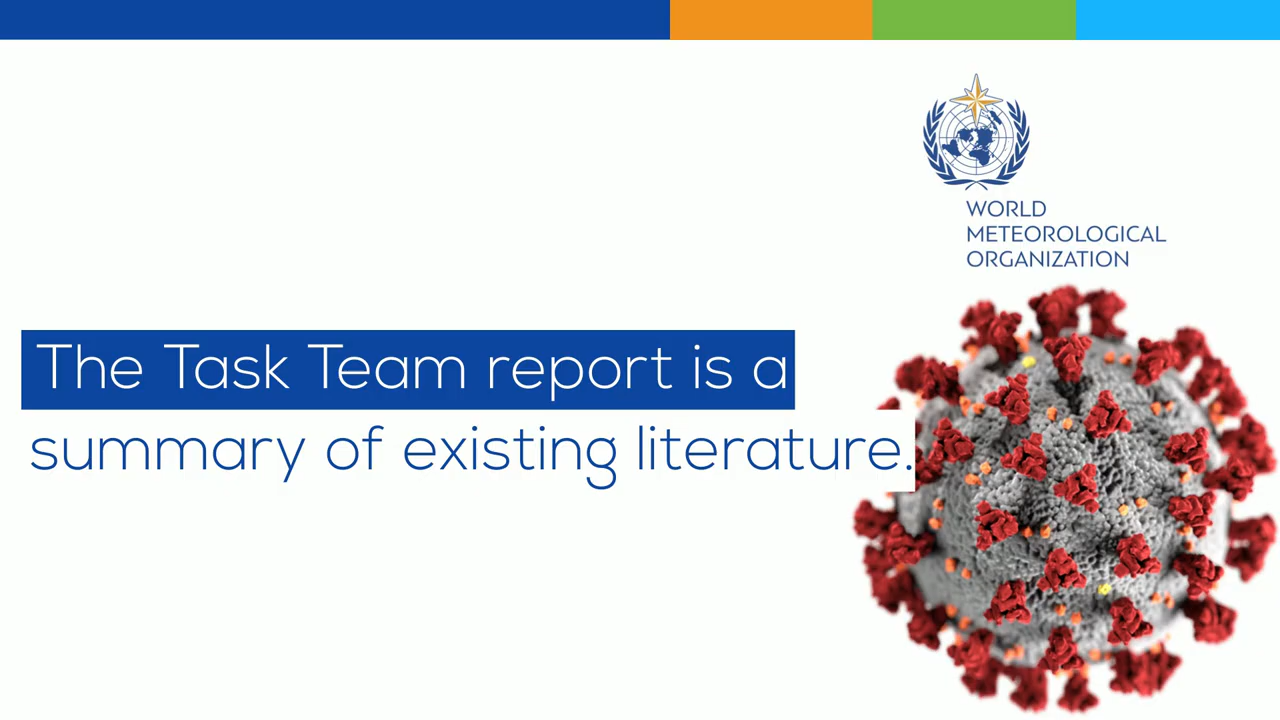 WORLD
METEOROLOGICAL
ORGANIZATION
The Task Team report is a
summary of existing literature.